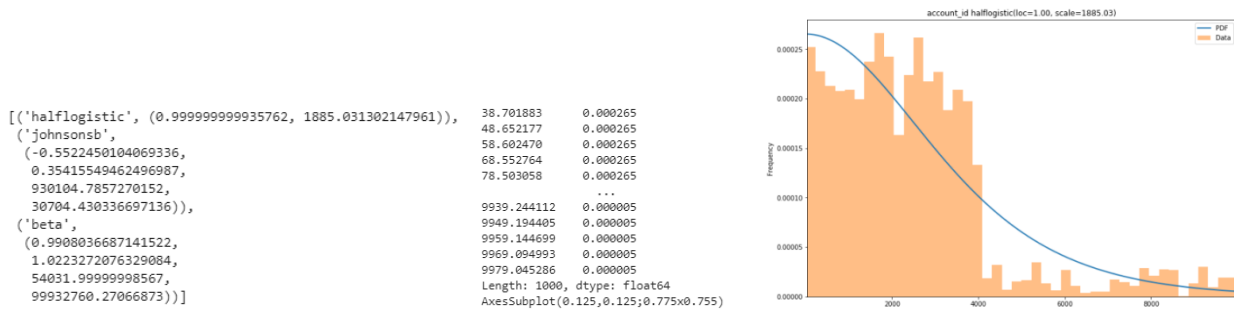 [('halflogistic', (0.999999999935762, 1885.031302147961)),
('johnsonsb',
(-0.5522450104069336,
0.35415549462496987,
930104.7857270152,
30704.430336697136)),
('beta',
(0.9908036687141522,
1.0223272076329084,
54031.99999998567,
99932760.27066873))]
38.701883 0.000265
48.652177 0.000265
58.602470 0.000265
68.552764 0.000265
78.503058 0.000265
...
9939.244112 0.000005
9949.194405 0.000005
9959.144699 0.000005
9969.094993 0.000005
9979.045286 0.000005
Length: 1000, dtype: float64
AxesSubplot(0.125,0.125;0.775x0.755)
account_id halflogistic(loc=1.00, scale=1885.03)
PDF
Data
Frequency
0.00025
0.00020
0.00015
0.00010
0.00005
0.00000
2000 4000 6000 8000